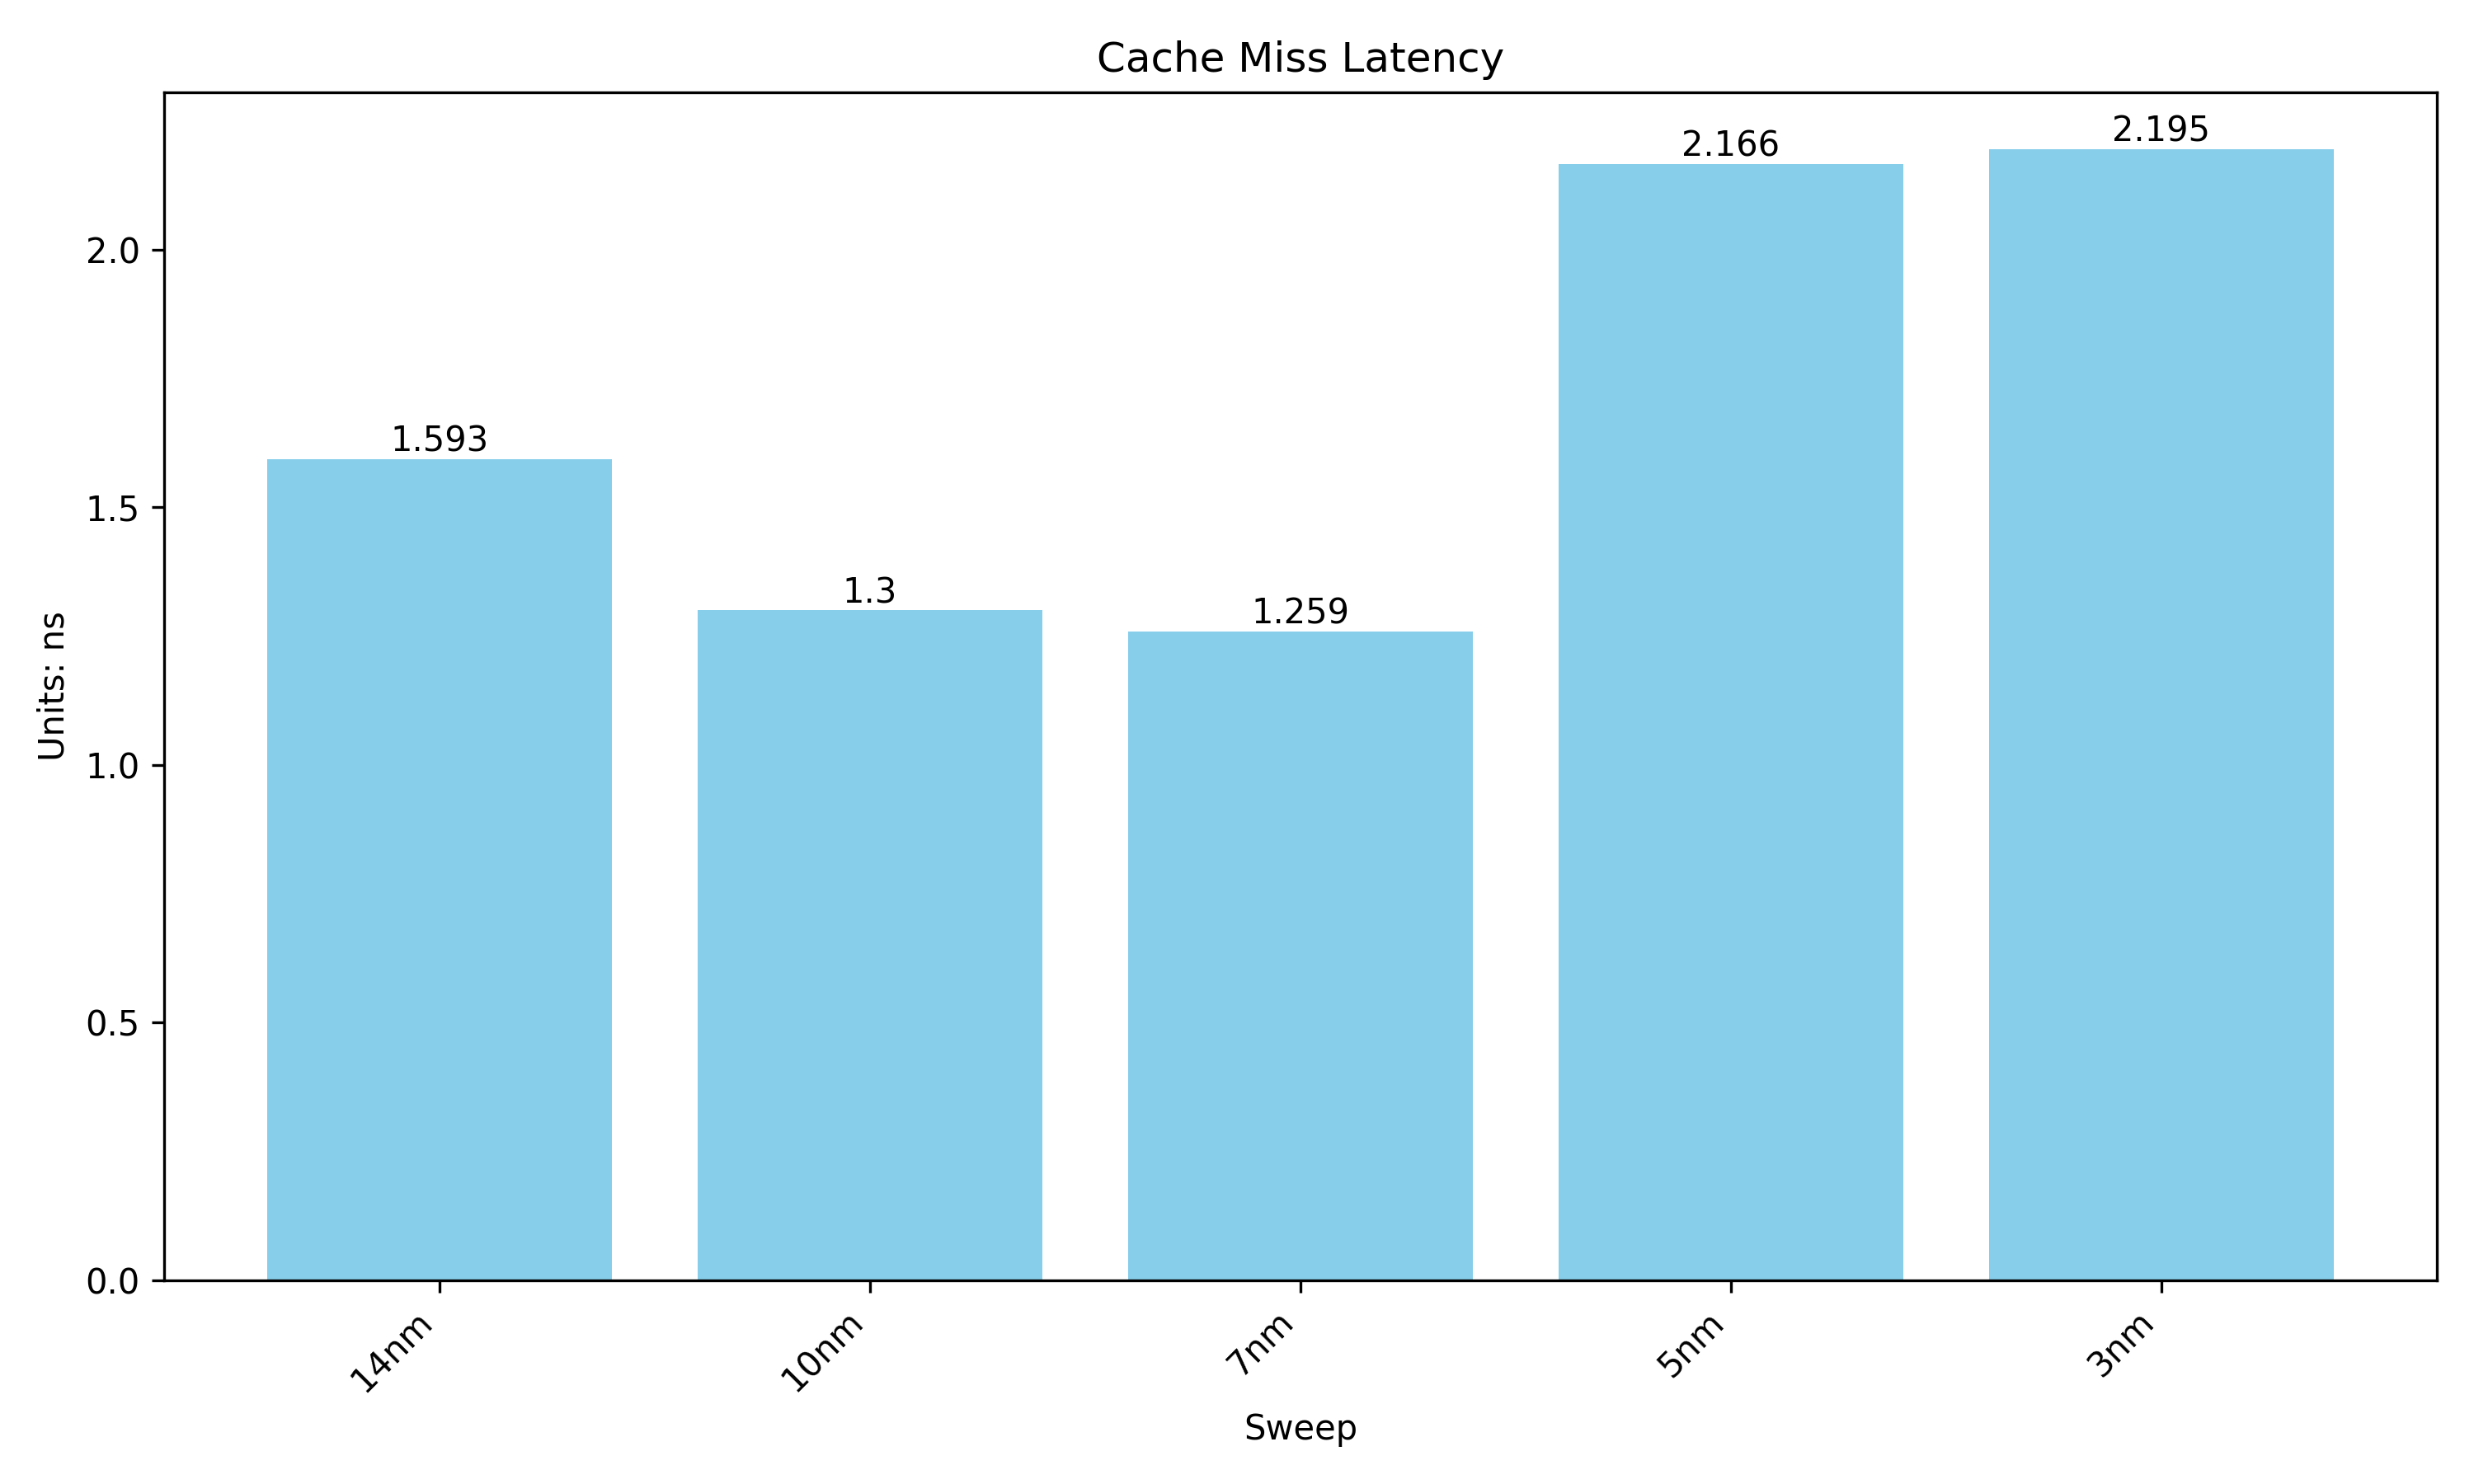 Cache Miss Latency
2.195
2.166
2.0
1.593
1.5
1.3
1.259
Units: ns
1.0
0.5
0.0
14nm
10nm
7nm
5nm
3nm
Sweep